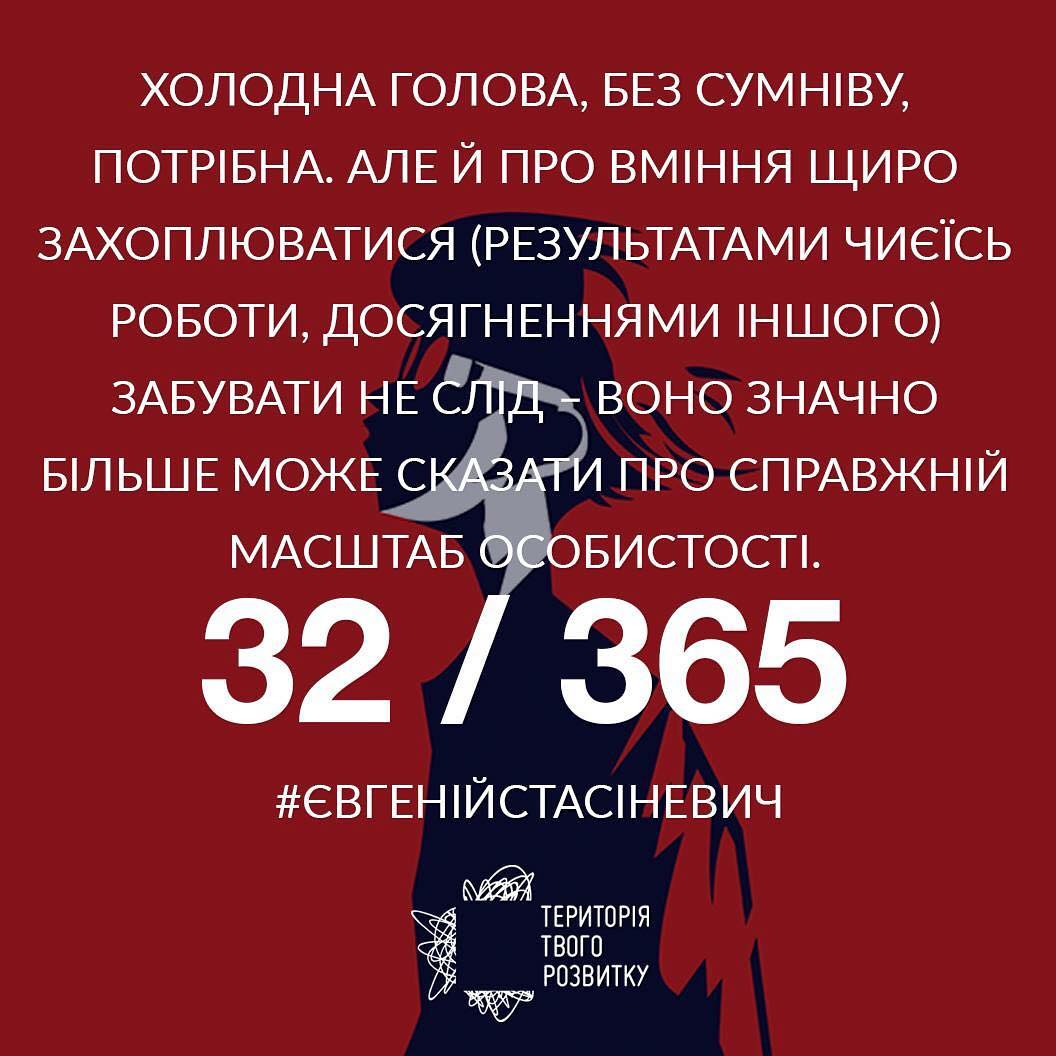 ХОЛОДНА ГОЛОВА, БЕЗ СУМНІВУ,
ПОТРІБНА. АЛЕ Й ПРО ВМІННЯ ЩИРО
ЗАХОПЛЮВАТИСЯ (РЕЗУЛЬТАТАМИ ЧИЄЇСЬ
РОБОТИ, ДОСЯГНЕННЯМИ ІНШОГО)
ЗАБУВАТИ НЕ СЛІД – ВОНО ЗНАЧНО
БІЛЬШЕ МОЖЕ СКАЗАТИ ПРО СПРАВЖНІЙ
МАСШТАБ ОСОБИСТОСТІ.
32 / 365
#ЄВГЕНІЙСТАСІНЕВИЧ
ТЕРИТОРІЯ
ТВОГО
РОЗВИТКУ